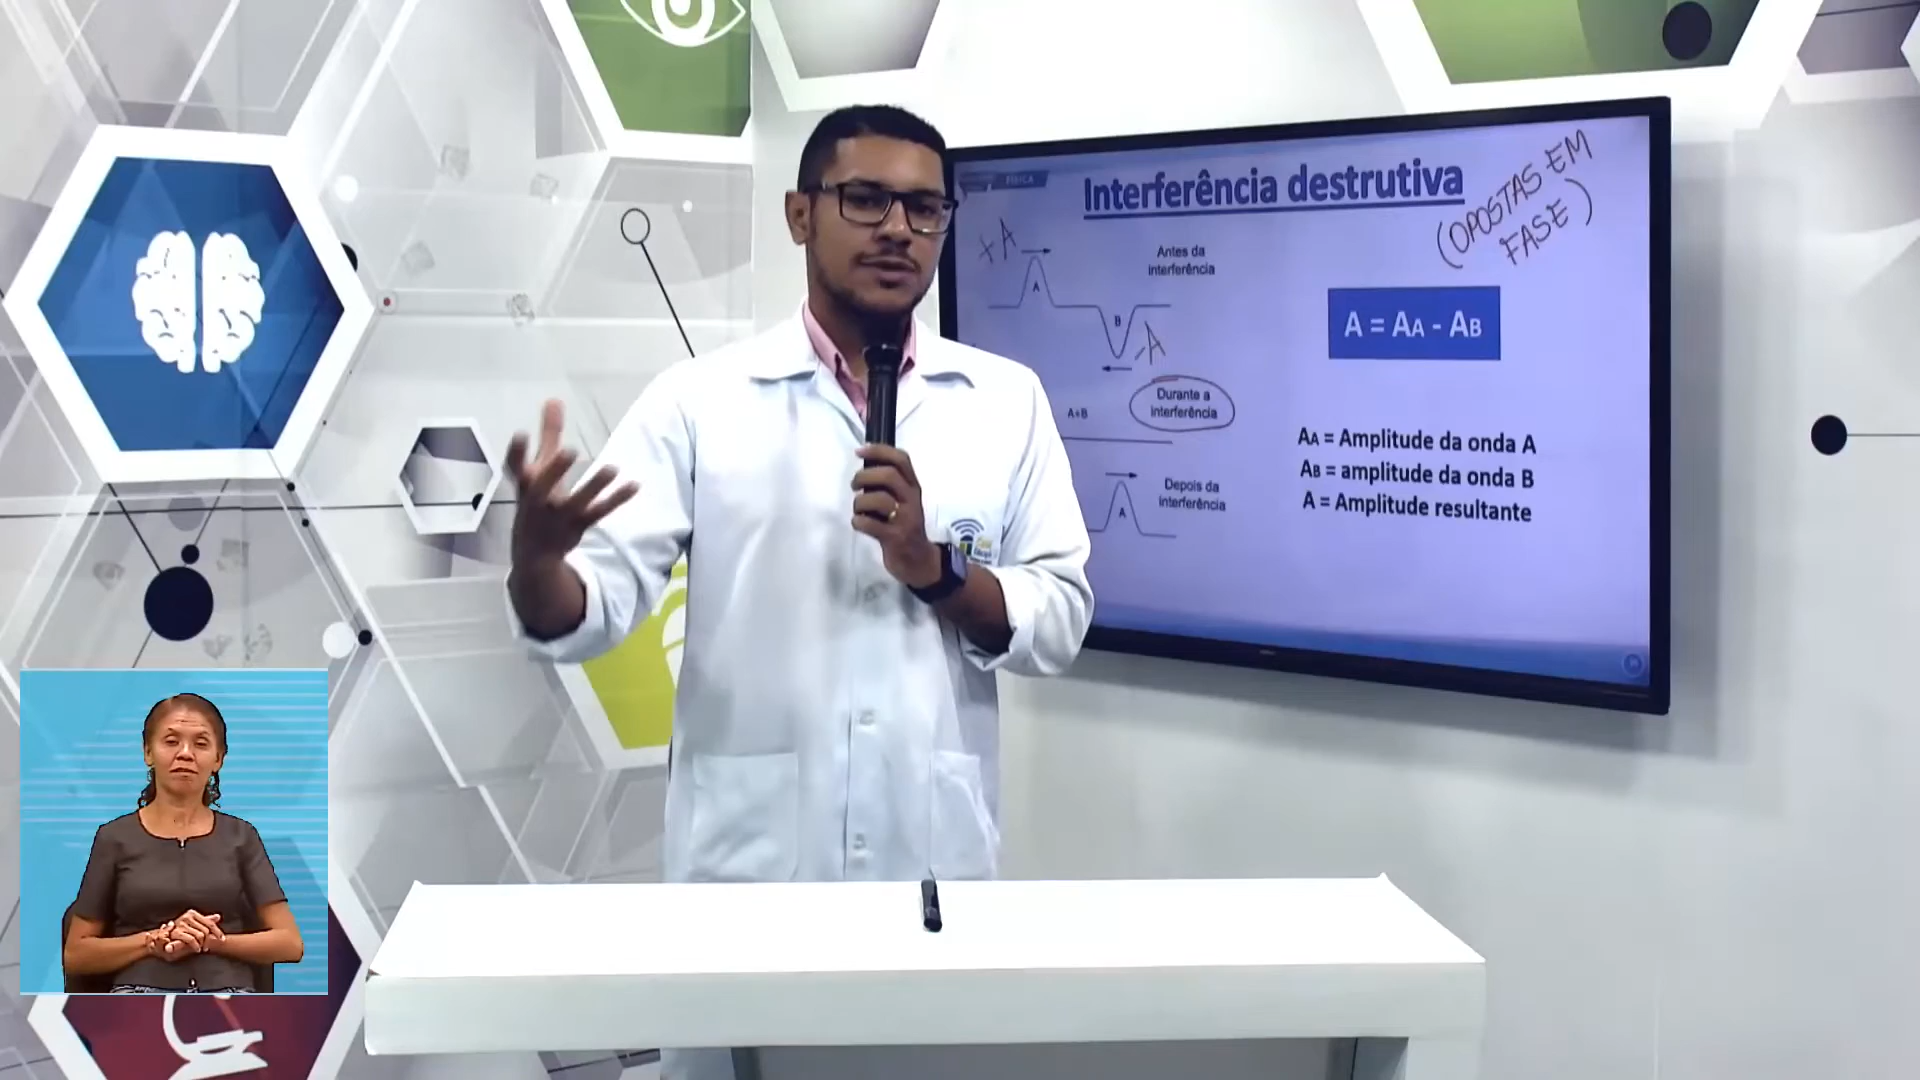 FÍSICA
Interferência destrutiva
(OPOSTAS EM
FASE)
+A
Antes da
interferência
A
B
-A
A = AA - AB
Durante a
interferência
A+B
AA = Amplitude da onda A
AB = amplitude da onda B
A = Amplitude resultante
Depois da
interferência
A